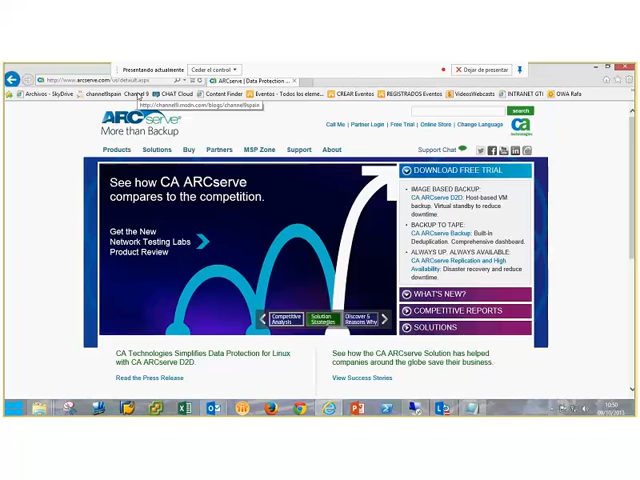 Presentando actualmente Ceder el control Dejar de presentar
http://www.arcserve.com/us/default.aspx ARCserve | Data Protection ...
Archivos - SkyDrive channel9spain Channel 9 CHAT Cloud Content Finder Eventos - Todos los eleme... CREAR Eventos REGISTRADOS Eventos VideosWebcasts INTRANET GTI OWA Rafa
http://channel9.msdn.com/blogs/channel9spain
ARCserve®
More than Backup
search
Call Me | Partner Login | Free Trial | Online Store | Change Language
ca
technologies
Products Solutions Buy Partners MSP Zone Support About
Support Chat
See how CA ARCserve
compares to the competition.
Get the New
Network Testing Labs
Product Review
Competitive
Analysis
Solution
Strategies
Discover 5
Reasons Why
DOWNLOAD FREE TRIAL
• IMAGE BASED BACKUP:
CA ARCserve D2D: Host-based VM
backup. Virtual standby to reduce
downtime.
• BACKUP TO TAPE:
CA ARCserve Backup: Built-In
Deduplication. Comprehensive dashboard.
• ALWAYS UP, ALWAYS AVAILABLE:
CA ARCserve Replication and High
Availability: Disaster recovery and reduce
downtime.
WHAT'S NEW?
COMPETITIVE REPORTS
SOLUTIONS
CA Technologies Simplifies Data Protection for Linux
with CA ARCserve D2D.
Read the Press Release
See how the CA ARCserve Solution has helped
companies around the globe save their business.
View Success Stories
10:50
09/10/2013